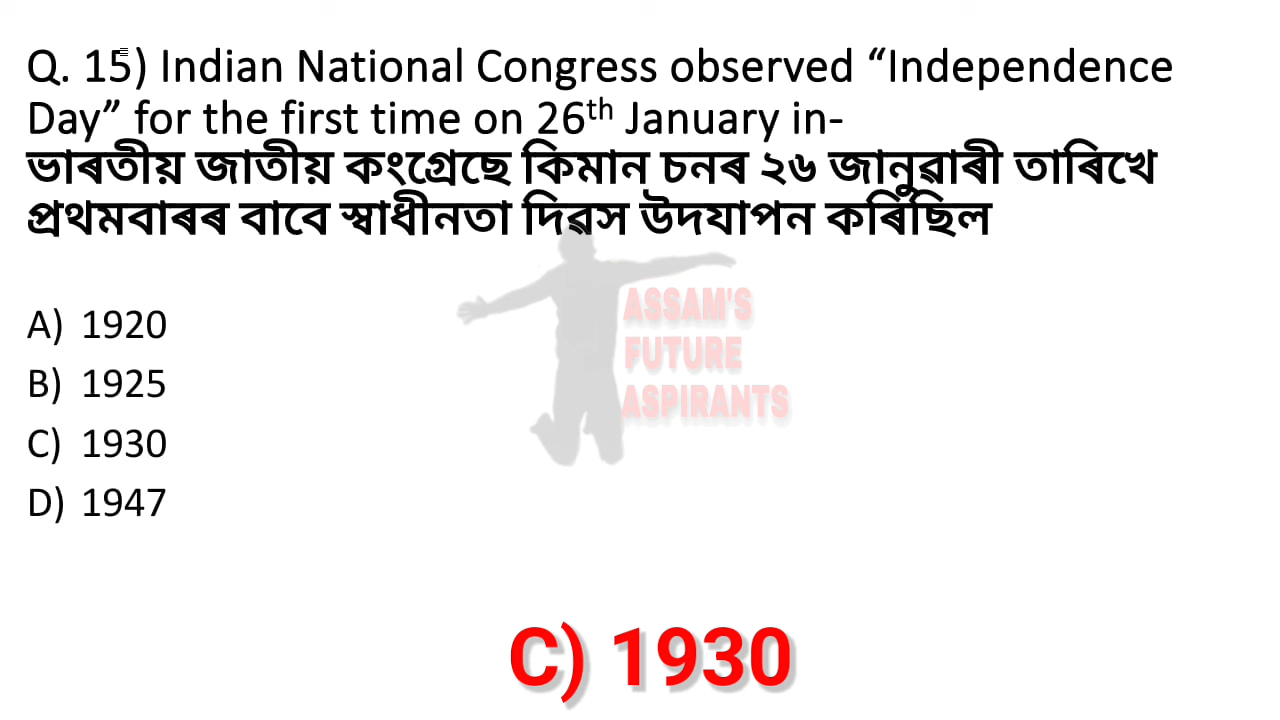 Q. 15) Indian National Congress observed “Independence
Day” for the first time on 26th January in-
ভাৰতীয় জাতীয় কংগ্ৰেছে কিমান চনৰ ২৬ জানুৱাৰী তাৰিখে
প্ৰথমবাৰৰ বাবে স্বাধীনতা দিৱস উদযাপন কৰিছিল
A) 1920
B) 1925
C) 1930
D) 1947
ASSAM'S
FUTURE
ASPIRANTS
C) 1930